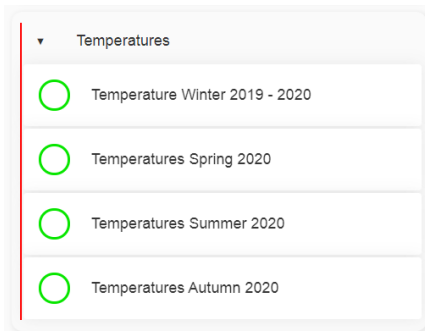 Temperatures
Temperature Winter 2019 - 2020
Temperatures Spring 2020
Temperatures Summer 2020
Temperatures Autumn 2020